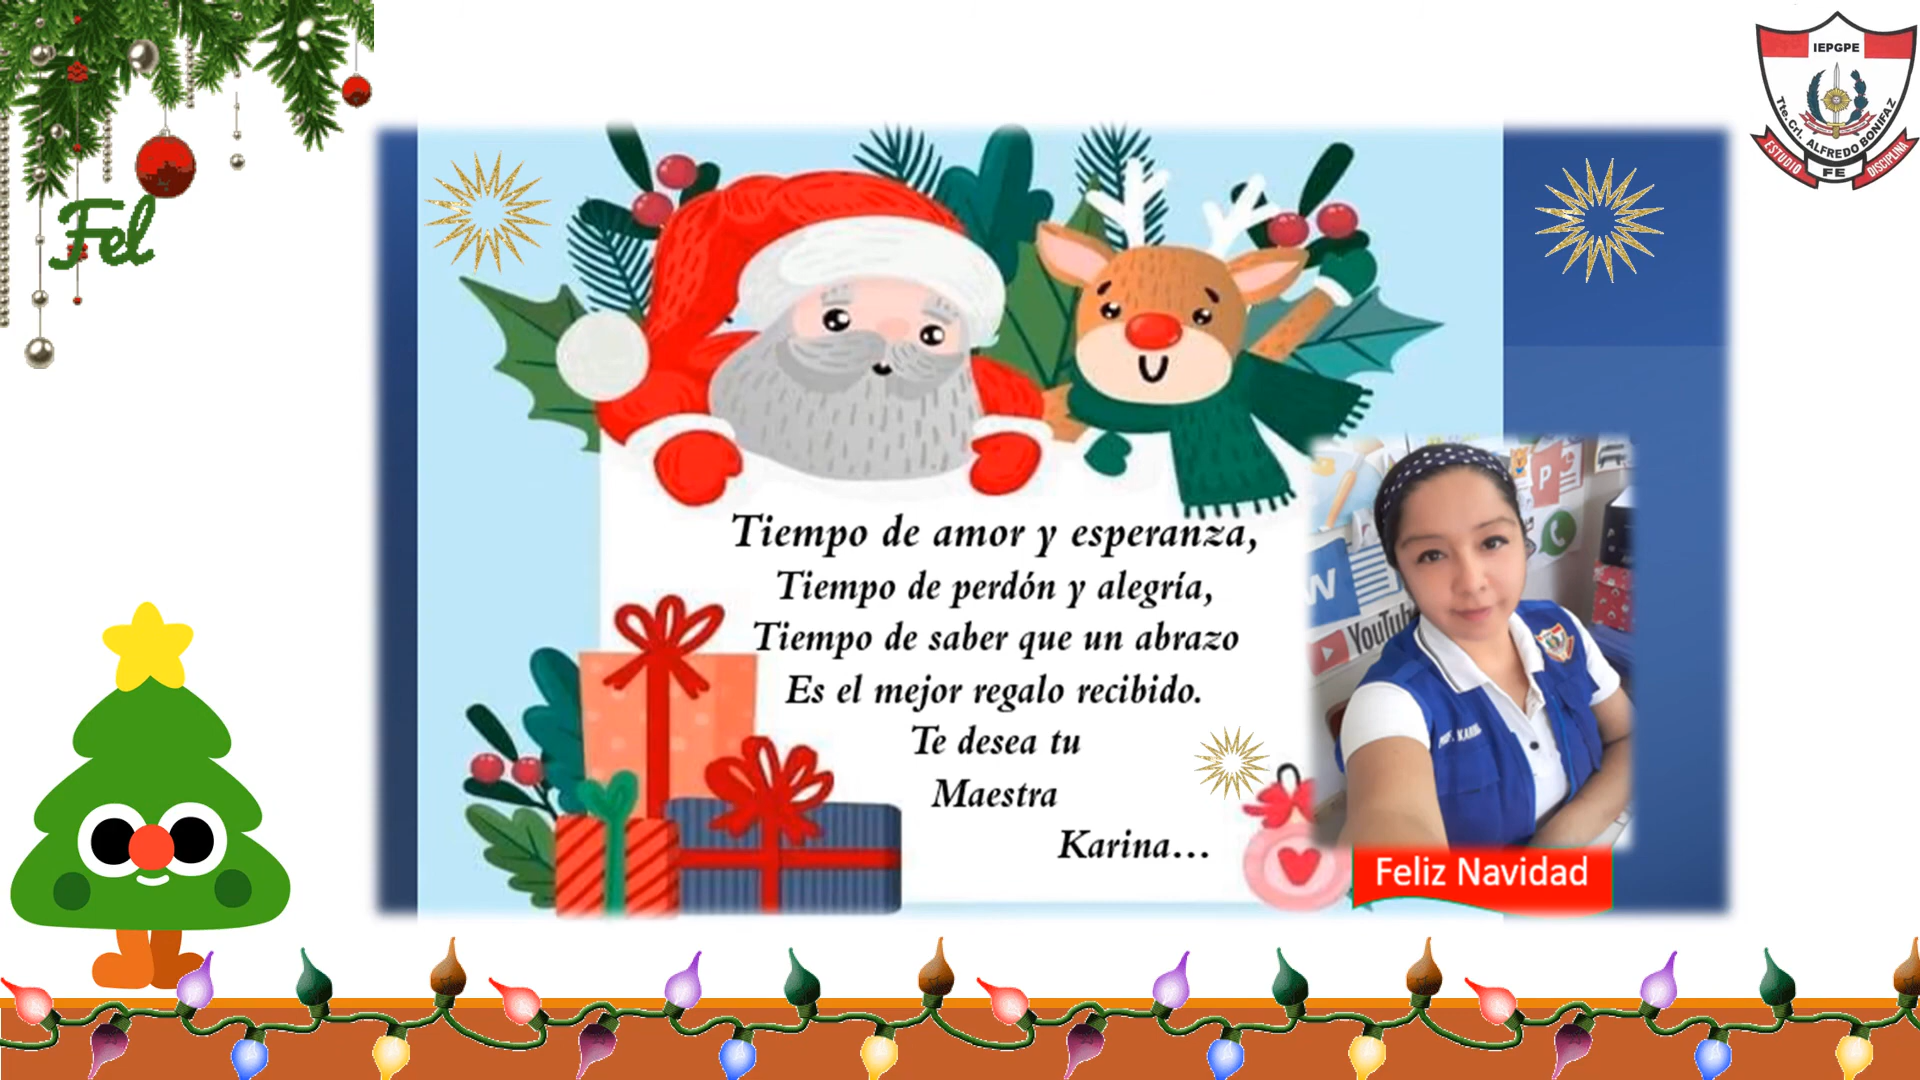 Fel
IEPGPE
Tte.Crl. ALFREDO BONIFAZ
ESTUDIO
FE
DISCIPLINA
Tiempo de amor y esperanza,
Tiempo de perdón y alegría,
Tiempo de saber que un abrazo
Es el mejor regalo recibido.
Te desea tu
Maestra
Karina...
P
W
YouTub
Feliz Navidad